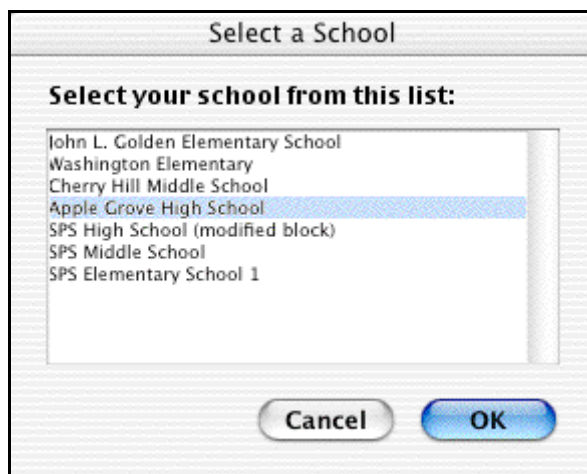 Select a School
Select your school from this list:
John L. Golden Elementary School
Washington Elementary
Cherry Hill Middle School
Apple Grove High School
SPS High School (modified block)
SPS Middle School
SPS Elementary School 1
Cancel OK